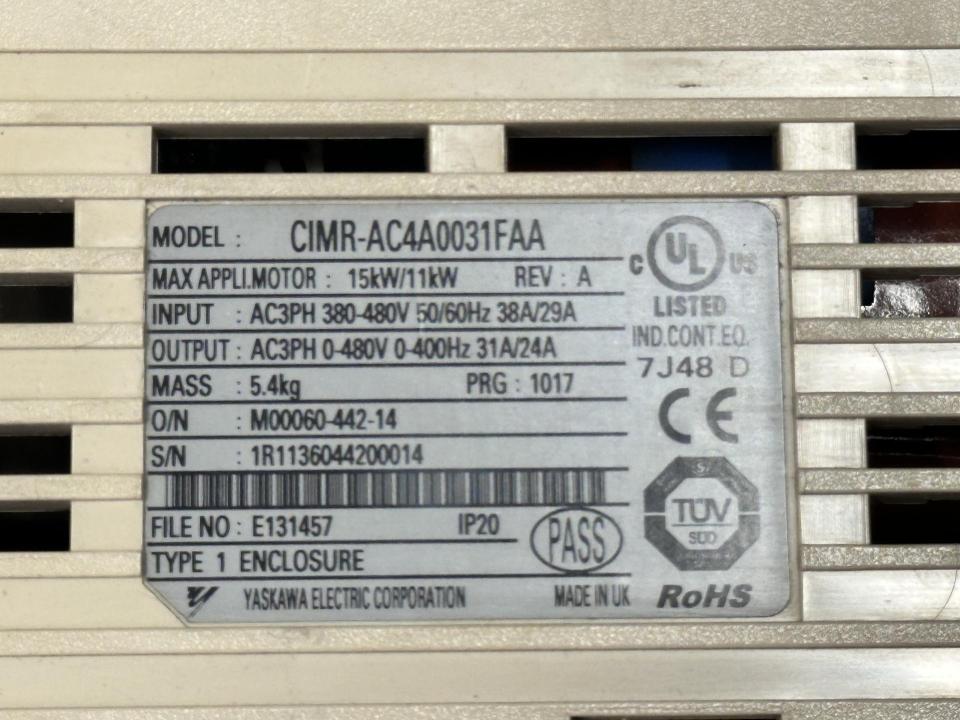 MODEL : CIMR-AC4A0031FAA
MAX APPLI.MOTOR : 15kW/11kW REV : A
INPUT : AC3PH 380-480V 50/60Hz 38A/29A
OUTPUT : AC3PH 0-480V 0-400Hz 31A/24A
MASS : 5.4kg PRG : 1017
O/N : M00060-442-14
S/N : 1R1136044200014
FILE NO : E131457 IP20
PASS
TYPE 1 ENCLOSURE
YASKAWA ELECTRIC CORPORATION MADE IN UK
C UL US
LISTED
IND.CONT.EQ.
7J48 D
CE
TÜV
SÜD
RoHS